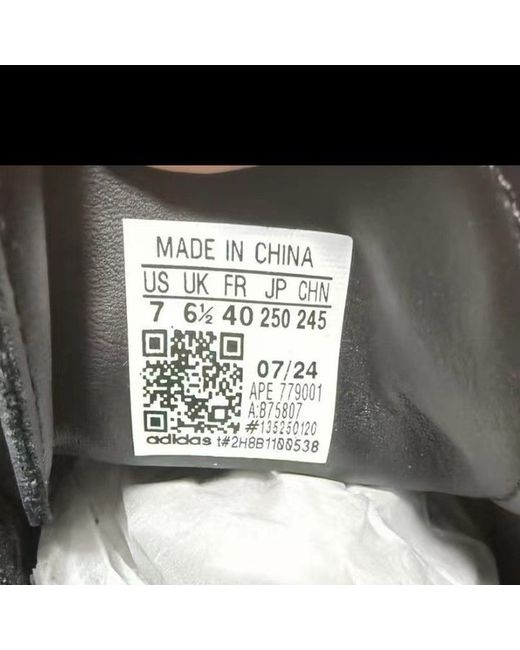 MADE IN CHINA
US UK FR JP CHN
7 6½ 40 250 245
07/24
APE 779001
A:B75807
#135250120
adidas t#2H8B1100538